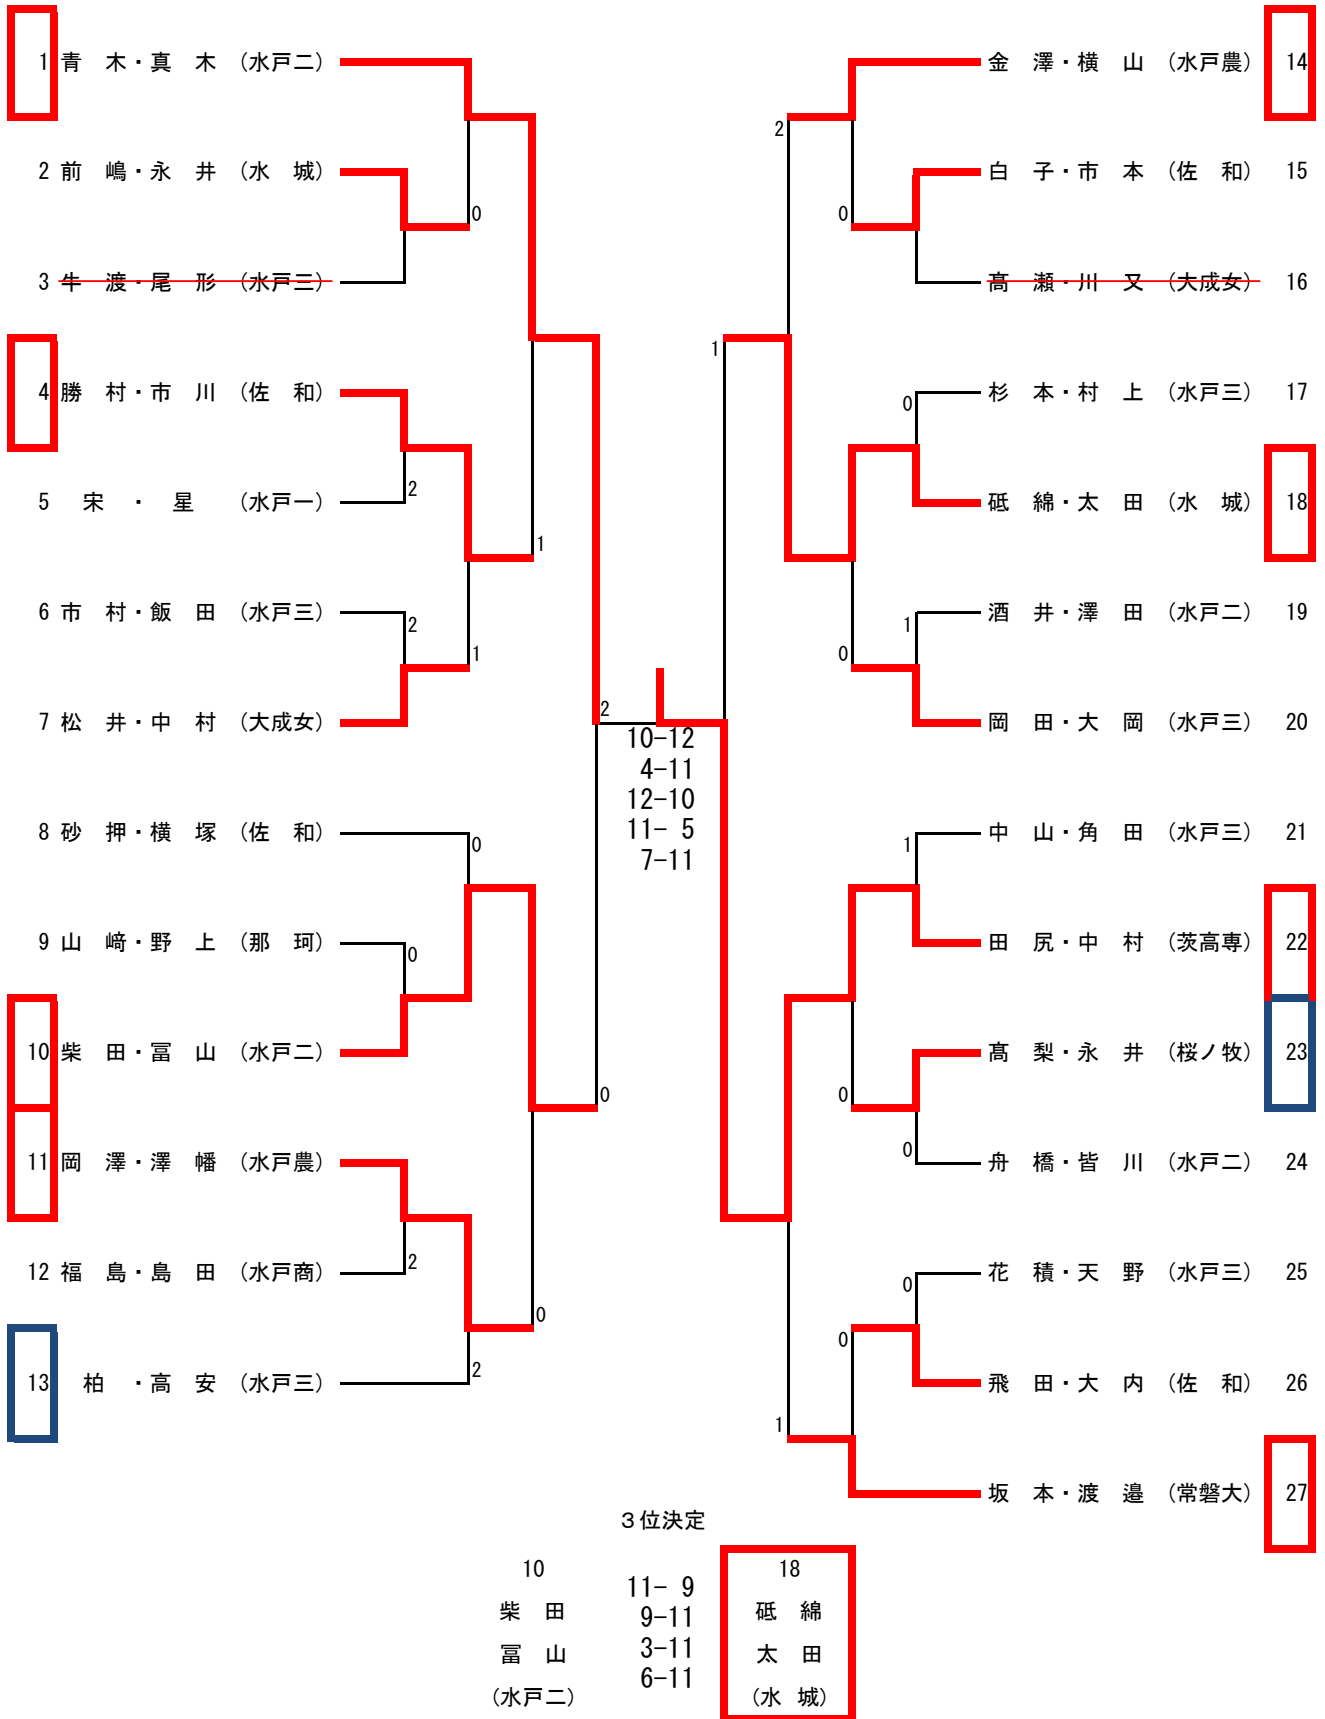 1 青　木・真　木 （水戸二）
2 前　嶋・永　井 （水　城）
0
3 牛　渡・尾　形 （水戸三）
4 勝　村・市　川 （佐　和）
2
5 宋　・　星 （水戸一）
1
6 市　村・飯　田 （水戸三）
2
1
7 松　井・中　村 （大成女）
2
8 砂　押・横　塚 （佐　和）
0
9 山　﨑・野　上 （那　珂）
0
10 柴　田・冨　山 （水戸二）
0
11 岡　澤・澤　幡 （水戸農）
12 福　島・島　田 （水戸商）
2
0
13 柏　・高　安 （水戸三）
2
10-12
4-11
12-10
11- 5
7-11
金　澤・横　山 （水戸農） 14
2
白　子・市　本 （佐　和） 15
0
髙　瀬・川　又 （大成女） 16
1
杉　本・村　上 （水戸三） 17
0
砥　綿・太　田 （水　城） 18
酒　井・澤　田 （水戸二） 19
1
0
岡　田・大　岡 （水戸三） 20
中　山・角　田 （水戸三） 21
1
田　尻・中　村 （茨高専） 22
髙　梨・永　井 （桜ノ牧） 23
0
0
舟　橋・皆　川 （水戸二） 24
花　積・天　野 （水戸三） 25
0
0
飛　田・大　内 （佐　和） 26
1
坂　本・渡　邉 （常磐大） 27
３位決定
10
柴　田
冨　山
（水戸二）
11- 9
9-11
3-11
6-11
18
砥　綿
太　田
（水　城）